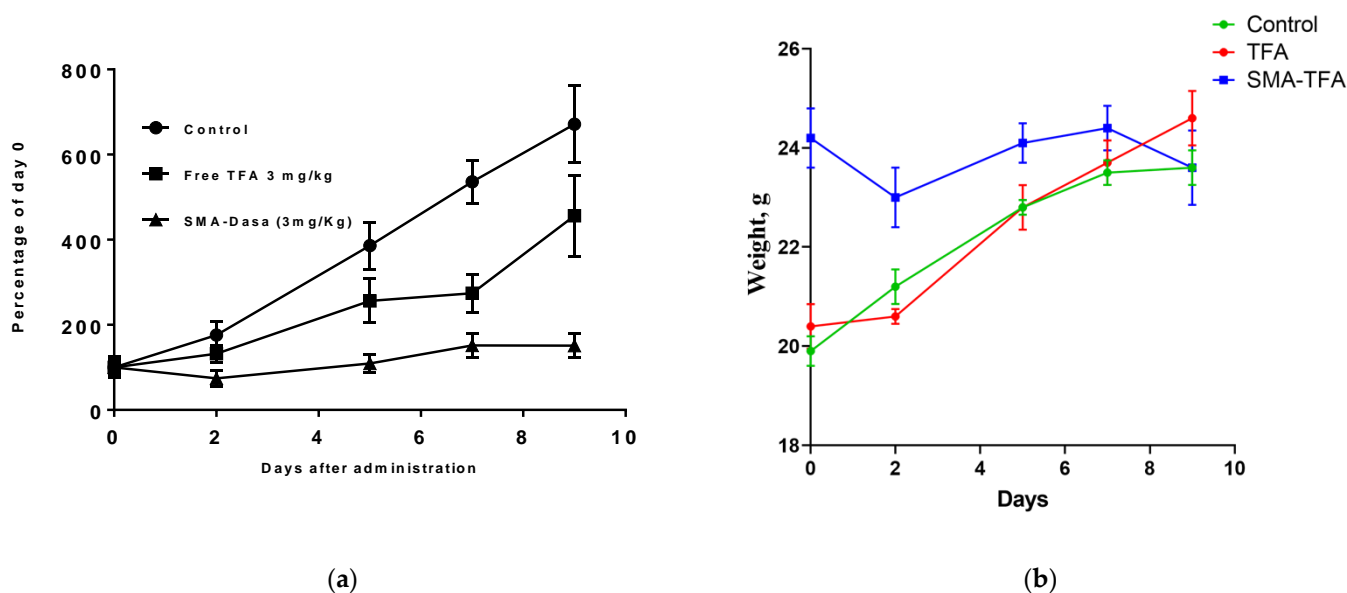 800
600
400
200
0
Percentage of day 0
Control
Free TFA 3 mg/kg
SMA-Dasa (3mg/Kg)
0 2 4 6 8 10
Days after administration
(a)
Control
TFA
SMA-TFA
26
24
22
20
18
Weight, g
0 2 4 6 8 10
Days
(b)